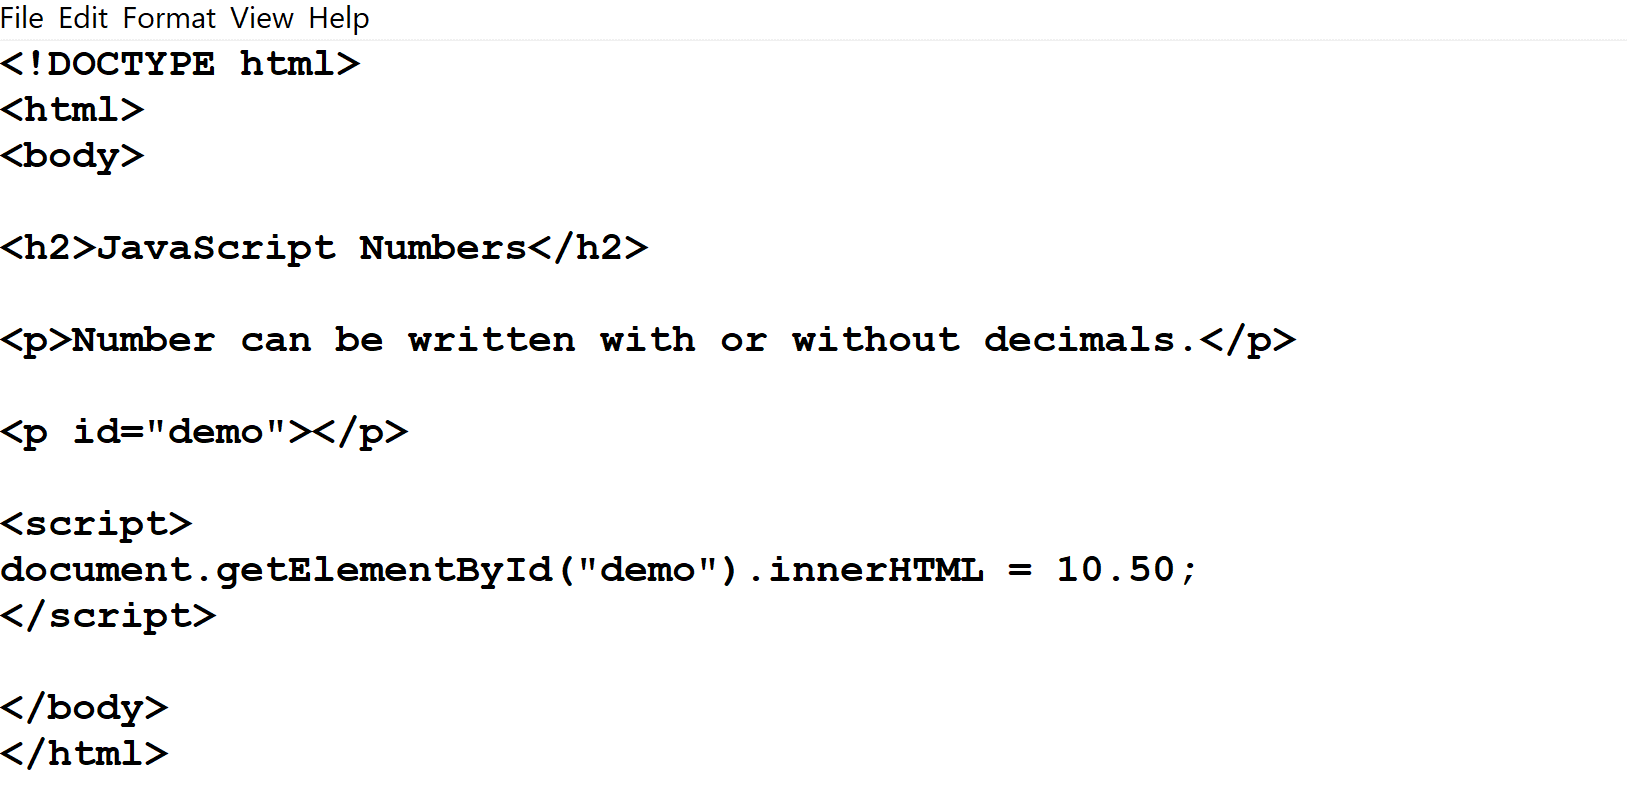 File Edit Format View Help
<!DOCTYPE html>
<html>
<body>
<h2>JavaScript Numbers</h2>
<p>Number can be written with or without decimals.</p>
<p id="demo"></p>
<script>
document.getElementById("demo").innerHTML = 10.50;
</script>
</body>
</html>